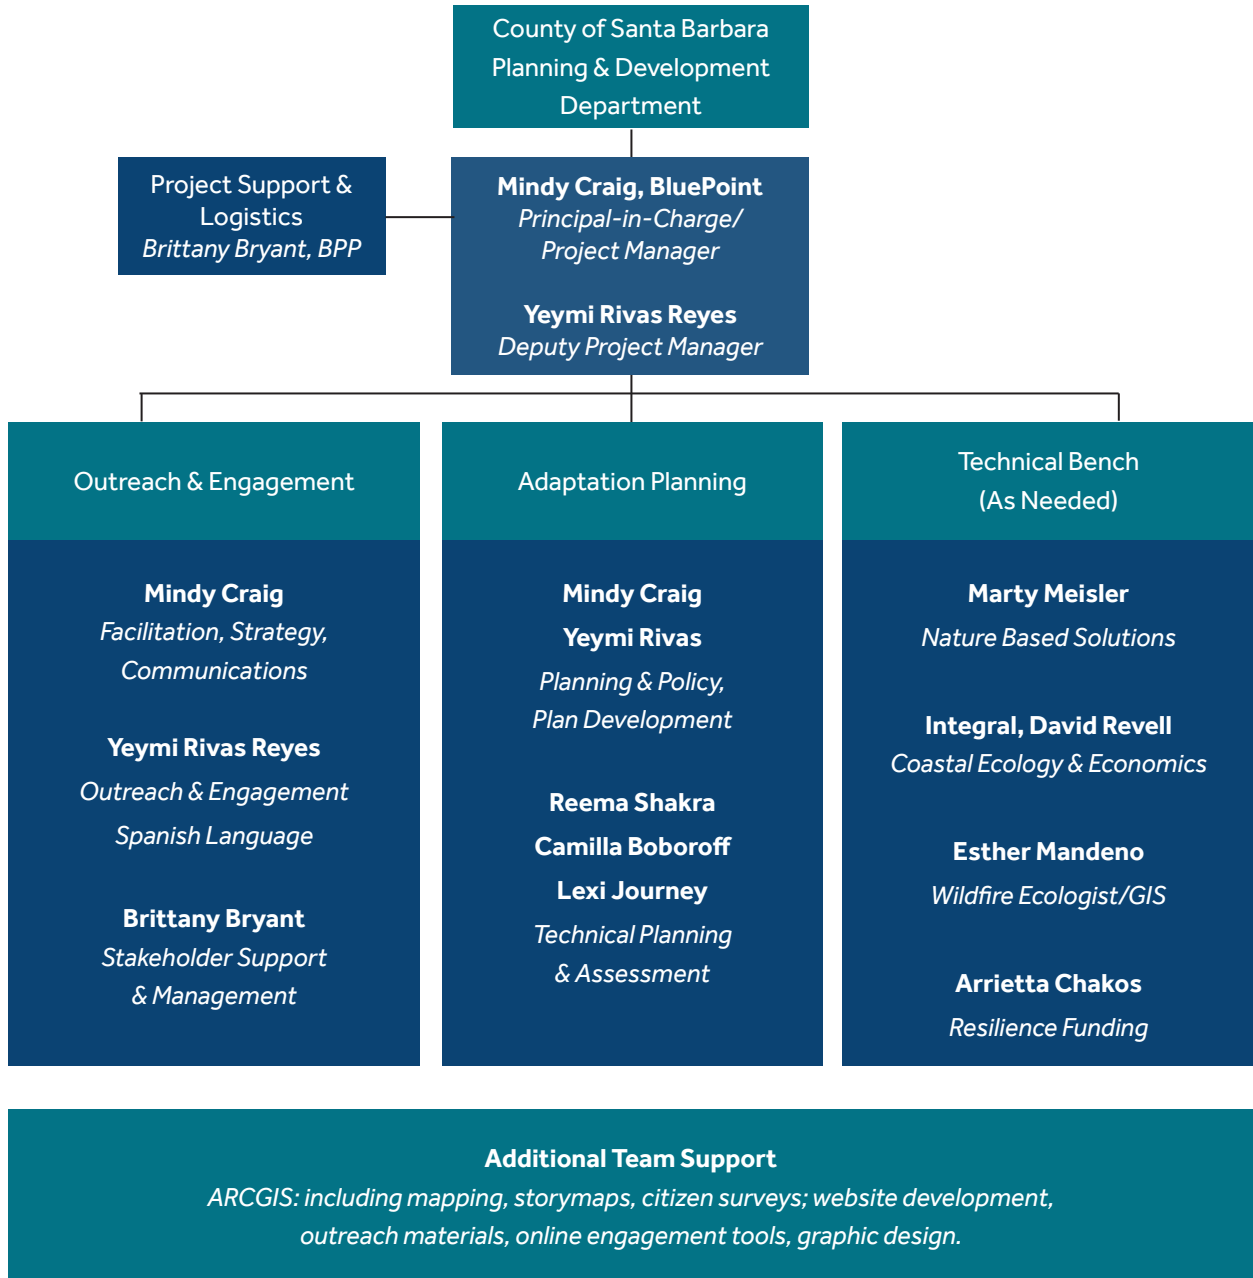 County of Santa Barbara
Planning & Development
Department
Project Support &
Logistics
Brittany Bryant, BPP
Mindy Craig, BluePoint
Principal-in-Charge/
Project Manager
Yeymi Rivas Reyes
Deputy Project Manager
Outreach & Engagement
Mindy Craig
Facilitation, Strategy,
Communications
Yeymi Rivas Reyes
Outreach & Engagement
Spanish Language
Brittany Bryant
Stakeholder Support
& Management
Adaptation Planning
Mindy Craig
Yeymi Rivas
Planning & Policy,
Plan Development
Reema Shakra
Camilla Boboroff
Lexi Journey
Technical Planning
& Assessment
Technical Bench
(As Needed)
Marty Meisler
Nature Based Solutions
Integral, David Revell
Coastal Ecology & Economics
Esther Mandeno
Wildfire Ecologist/GIS
Arrietta Chakos
Resilience Funding
Additional Team Support
ARCGIS: including mapping, storymaps, citizen surveys; website development,
outreach materials, online engagement tools, graphic design.